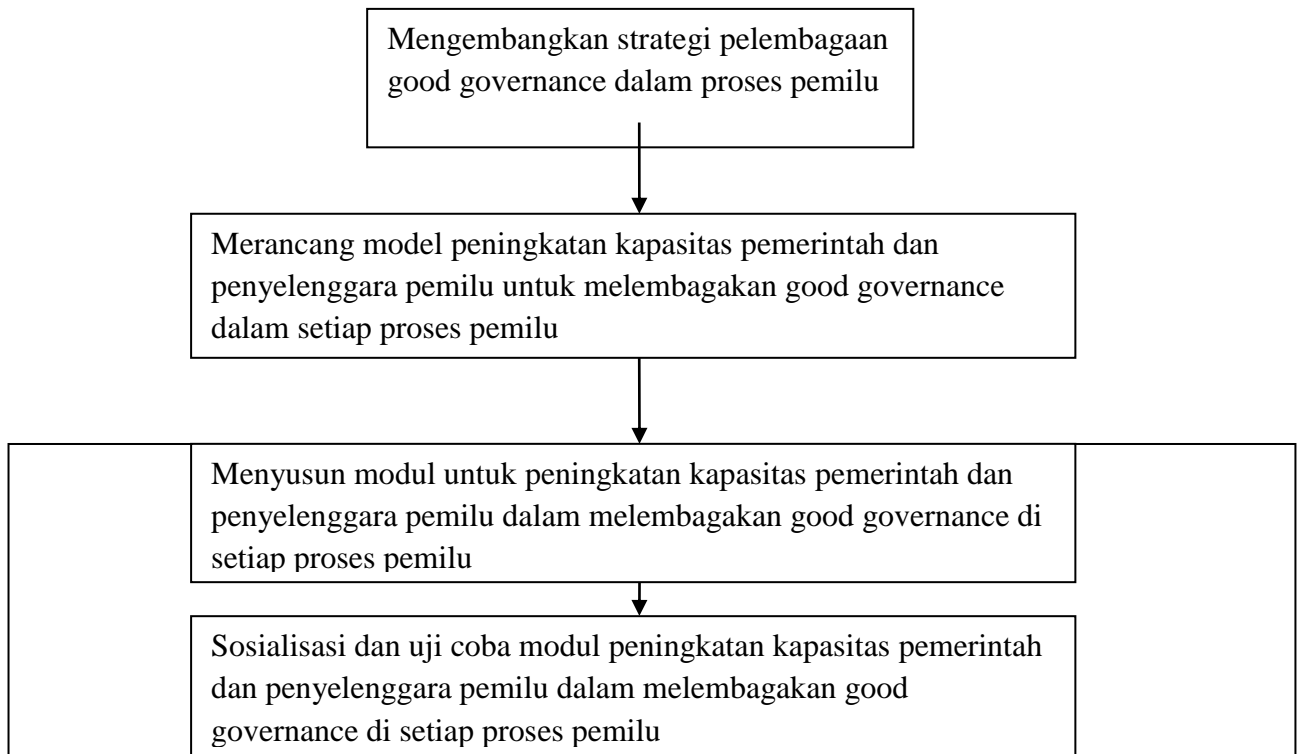 Mengembangkan strategi pelembagaan
good governance dalam proses pemilu
Merancang model peningkatan kapasitas pemerintah dan
penyelenggara pemilu untuk melembagakan good governance
dalam setiap proses pemilu
Menyusun modul untuk peningkatan kapasitas pemerintah dan
penyelenggara pemilu dalam melembagakan good governance di
setiap proses pemilu
Sosialisasi dan uji coba modul peningkatan kapasitas pemerintah
dan penyelenggara pemilu dalam melembagakan good
governance di setiap proses pemilu